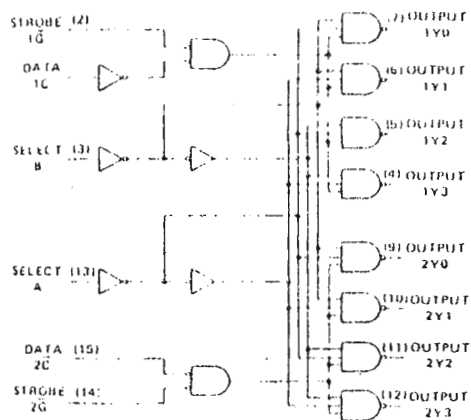 STROBE (2)
1G
DATA
1C
SELECT (3)
B
SELECT (13)
A
DATA (15)
2C
STROBE (14)
2G
(7) OUTPUT
1Y0
(6) OUTPUT
1Y1
(5) OUTPUT
1Y2
(4) OUTPUT
1Y3
(9) OUTPUT
2Y0
(10) OUTPUT
2Y1
(11) OUTPUT
2Y2
(12) OUTPUT
2Y3